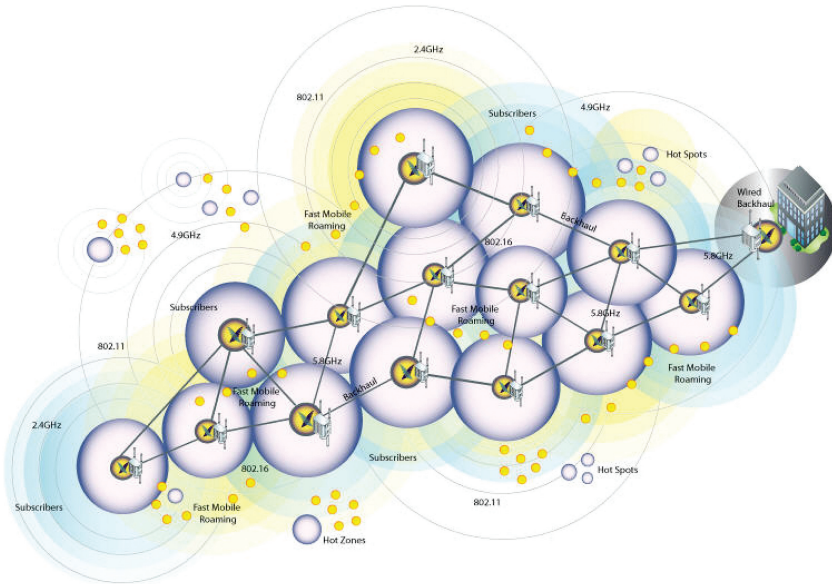 2.4GHz
802.11
Subscribers
4.9GHz
Hot Spots
Wired
Backhaul
Fast Mobile
Roaming
Backhaul
4.9GHz
802.16
5.8GHz
Subscribers
Fast Mobile
Roaming
5.8GHz
802.11
5.8GHz
Fast Mobile
Roaming
Fast Mobile
Roaming
Backhaul
2.4GHz
Subscribers
802.16
Hot Spots
Subscribers
Fast Mobile
Roaming
802.11
Hot Zones